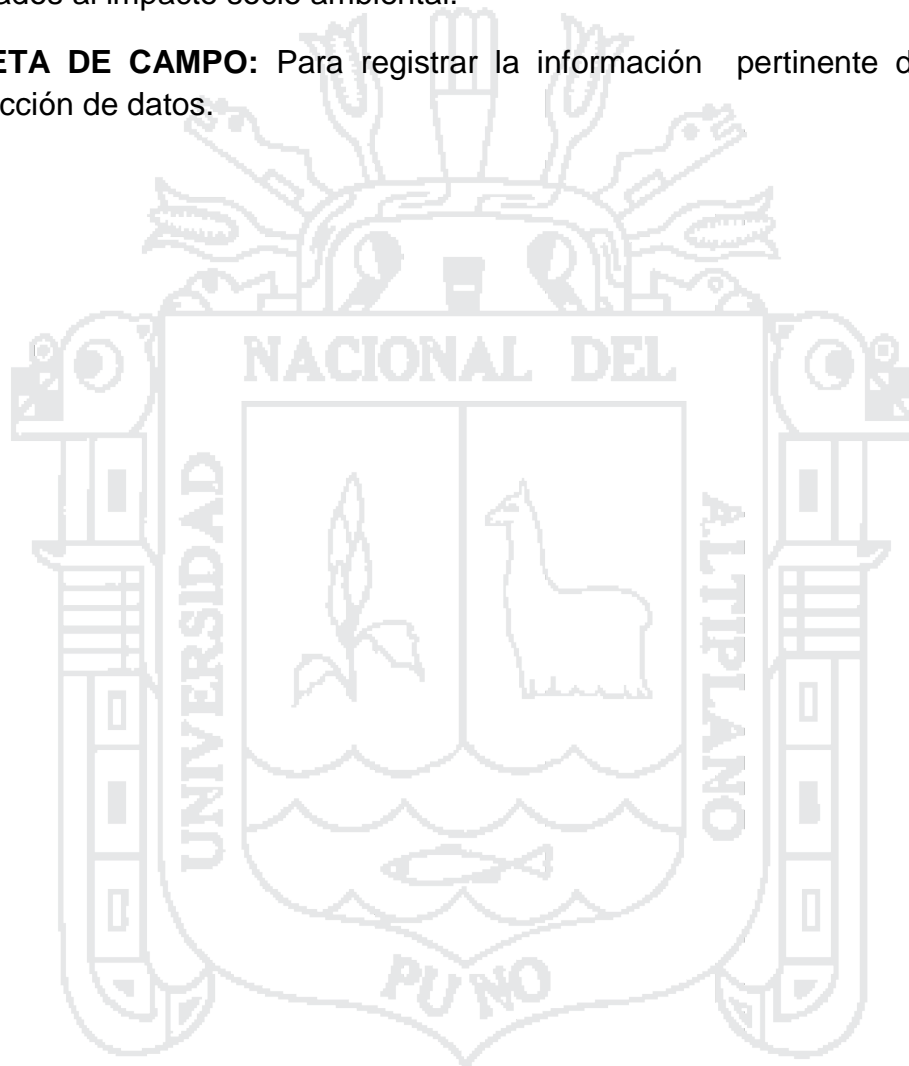 ados al impacto socio ambiental.
ETA DE CAMPO: Para registrar la información pertinente d
cción de datos.
NACIONAL DEL
UNIVERSIDAD
ALTIPLANO
PUNO